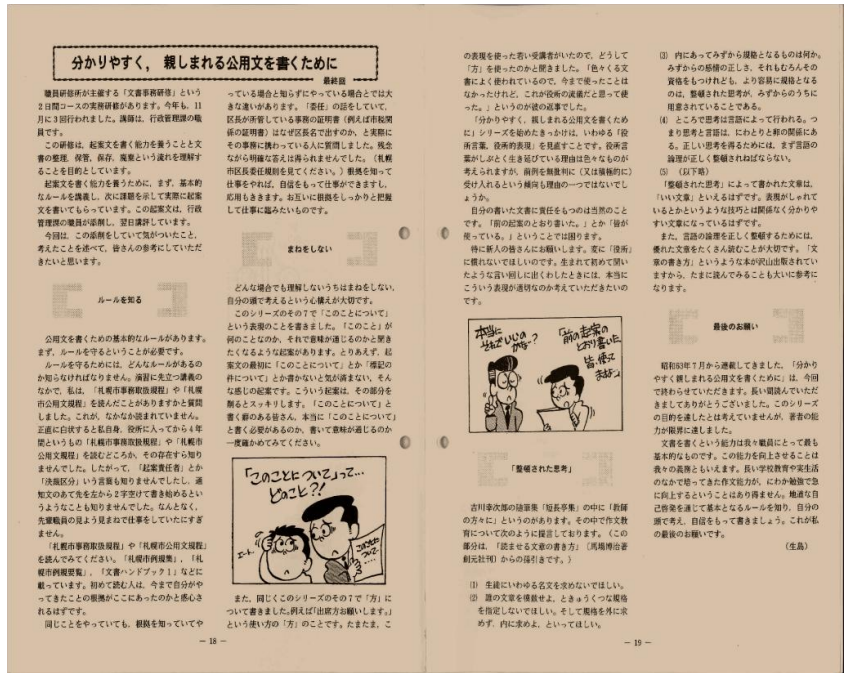 分かりやすく，親しまれる公用文を書くために
最終回
職員研修所が主催する「文書事務研修」という
2日間コースの実務研修があります。今年も、11
月に3回行われました。講師は、行政管理課の職
員です。
この研修は、起案文を書く能力を養うことと文
書の整理、保管、保存、廃棄という流れを理解す
ることを目的としています。
起案文を書く能力を養うために、まず、基本的
なルールを講義し、次に課題を示して実際に起案
文を書いてもらっています。この起案文は、行政
管理課の職員が添削し、翌日講評しています。
今回は、この添削をしていて気がついたこと、
考えたことを述べて、皆さんの参考にしていただ
きたいと思います。
ルールを知る
公用文を書くための基本的なルールがあります。
まず、ルールを守るということが必要です。
ルールを守るためには、どんなルールがあるの
か知らなければなりません。演習に先立つ講義の
なかで、私は、「札幌市事務取扱規程」や「札幌
市公用文規程」を読んだことがありますかと質問
しました。これが、なかなか読まれていません。
正直に白状すると私自身、役所に入ってから4年
間というもの「札幌市事務取扱規程」や「札幌市
公用文規程」を読むどころか、その存在すら知り
ませんでした。したがって、「起案責任者」とか
「決裁区分」いう言葉も知りませんでしたし、通
知文のあて先を左から2字空けて書き始めるとい
うようなことも知りませんでした。なんとなく、
先輩職員の見よう見まねで仕事をしていたにすぎ
ません。
「札幌市事務取扱規程」や「札幌市公用文規程」
を読んでみてください。「札幌市例規集」、「札幌
市例規概要覧」、「文書ハンドブック1」などに
載っています。初めて読む人は、今まで自分がや
ってきたことの根拠がここにあったのかと感心さ
れるはずです。
同じことをやっていても、根拠を知っていてや
っている場合と知らずにやっている場合とでは大
きな違いがあります。「委任」の話をしていて、
区長が所管している事務の証明書（例えば市税関
係の証明書）はなぜ区長名で出すのか、と実際に
その事務に携わっている人に質問しました。残念
ながら明確な答えは得られませんでした。（札幌
市区長委任規則を見てください。）根拠を知って
仕事をやれば、自信をもって仕事ができますし、
応用もききます。お互いに根拠をしっかりと把握
して仕事に臨みたいものです。
まねをしない
どんな場合でも理解しないうちはまねをしない、
自分の頭で考えるという心構えが大切です。
このシリーズのその7で「このことについて」
という表現のことを書きました。「このこと」が
何のことなのか、それで意味が通じるのかと聞き
たくなるような起案があります。とりあえず、起
案文の最初に「このことについて」とか「標記の
件について」とか書かないと気が済まない、そん
な感じの起案です。こういう起案は、その部分を
削るとスッキリします。「このことについて」と
書く癖のある皆さん、本当に「このことについて」
と書く必要があるのか、書いて意味が通じるのか
一度確かめてみてください。
「このことについて」って…
どのこと?!
エート…
このことに
ついて…
また、同じくこのシリーズのその7で「方」に
ついて書きました。例えば「出席方お願いします。」
という使い方の「方」のことです。たまたま、こ
— 18 —
の表現を使った若い受講者がいたので、どうして
「方」を使ったのかと聞きました。「色々くる文
書によく使われているので、今まで使ったことは
なかったけれど、これが役所の流儀だと思って使
った。」というのが彼の返事でした。
「分かりやすく、親しまれる公用文を書くため
に」シリーズを始めたきっかけは、いわゆる「役
所言葉、役所的表現」を見直すことです。役所言
葉がしぶとく生き延びている理由は色々なものが
考えられますが、前例を無批判に（又は積極的に）
受け入れるという傾向も理由の一つではないでし
ょうか。
自分の書いた文書に責任をもつのは当然のこと
です。「前の起案のとおり書いた。」とか「皆が
使っている。」ということでは困ります。
特に新人の皆さんにお願いします。変に「役術」
に慣れないでほしいのです。生まれて初めて聞い
たような言い回しに出くわしたときには、本当に
こういう表現が適切なのか考えていただきたいの
です。
本当に
それでいいの
かな…?
「前の起案の
とおり書いた、
皆、使って
ますよ」
「整頓された思考」
吉川幸次郎の随筆集「短長亭集」の中に「教師
の方々に」というのがあります。その中で作文教
育について次のように提言しております。（この
部分は、「読ませる文章の書き方」〔馬場博治著
創元社刊〕からの孫引きです。）
(1) 生徒にいわゆる名文を求めないでほしい。
(2) 誰の文章を模倣せよ、ときゅうくつな規格
を指定しないでほしい。そして規格を外に求
めず、内に求めよ、といってほしい。
(3) 内にあってみずから規格となるものは何か。
みずからの感情の正しさ、それもむろんその
資格をもつけれども、より容易に規格となる
のは、整頓された思考が、みずからのうちに
用意されていることである。
(4) ところで思考は言語によって行われる。つ
まり思考と言語は、にわとりと卵の関係にあ
る。正しい思考を得るためには、まず言語の
論理が正しく整頓されねばならない。
(5) （以下略）
「整頓された思考」によって書かれた文章は、
「いい文章」といえるはずです。表現がしゃれて
いるとかというような技巧とは関係なく分かりや
すい文章になっているはずです。
また、言語の論理を正しく整頓するためには、
優れた文章をたくさん読むことが大切です。「文
章の書き方」というような本が沢山出版されてい
ますから、たまに読んでみることも大いに参考に
なります。
最後のお願い
昭和63年7月から連載してきました、「分かり
やすく親しまれる公用文を書くために」は、今回
で終わらせていただきます。長い間読んでいただ
きましてありがとうございました。このシリーズ
の目的を達したとは考えていませんが、著者の能
力が限界に達しました。
文書を書くという能力は我々職員にとって最も
基本的なものです。この能力を向上させることは
我々の義務ともいえます。長い学校教育や実生活
のなかで培ってきた作文能力が、にわか勉強で急
に向上するということはあり得ません。地道な自
己啓発を通じて基本となるルールを知り、自分の
頭で考え、自信をもって書きましょう。これが私
の最後のお願いです。
（生島）
— 19 —